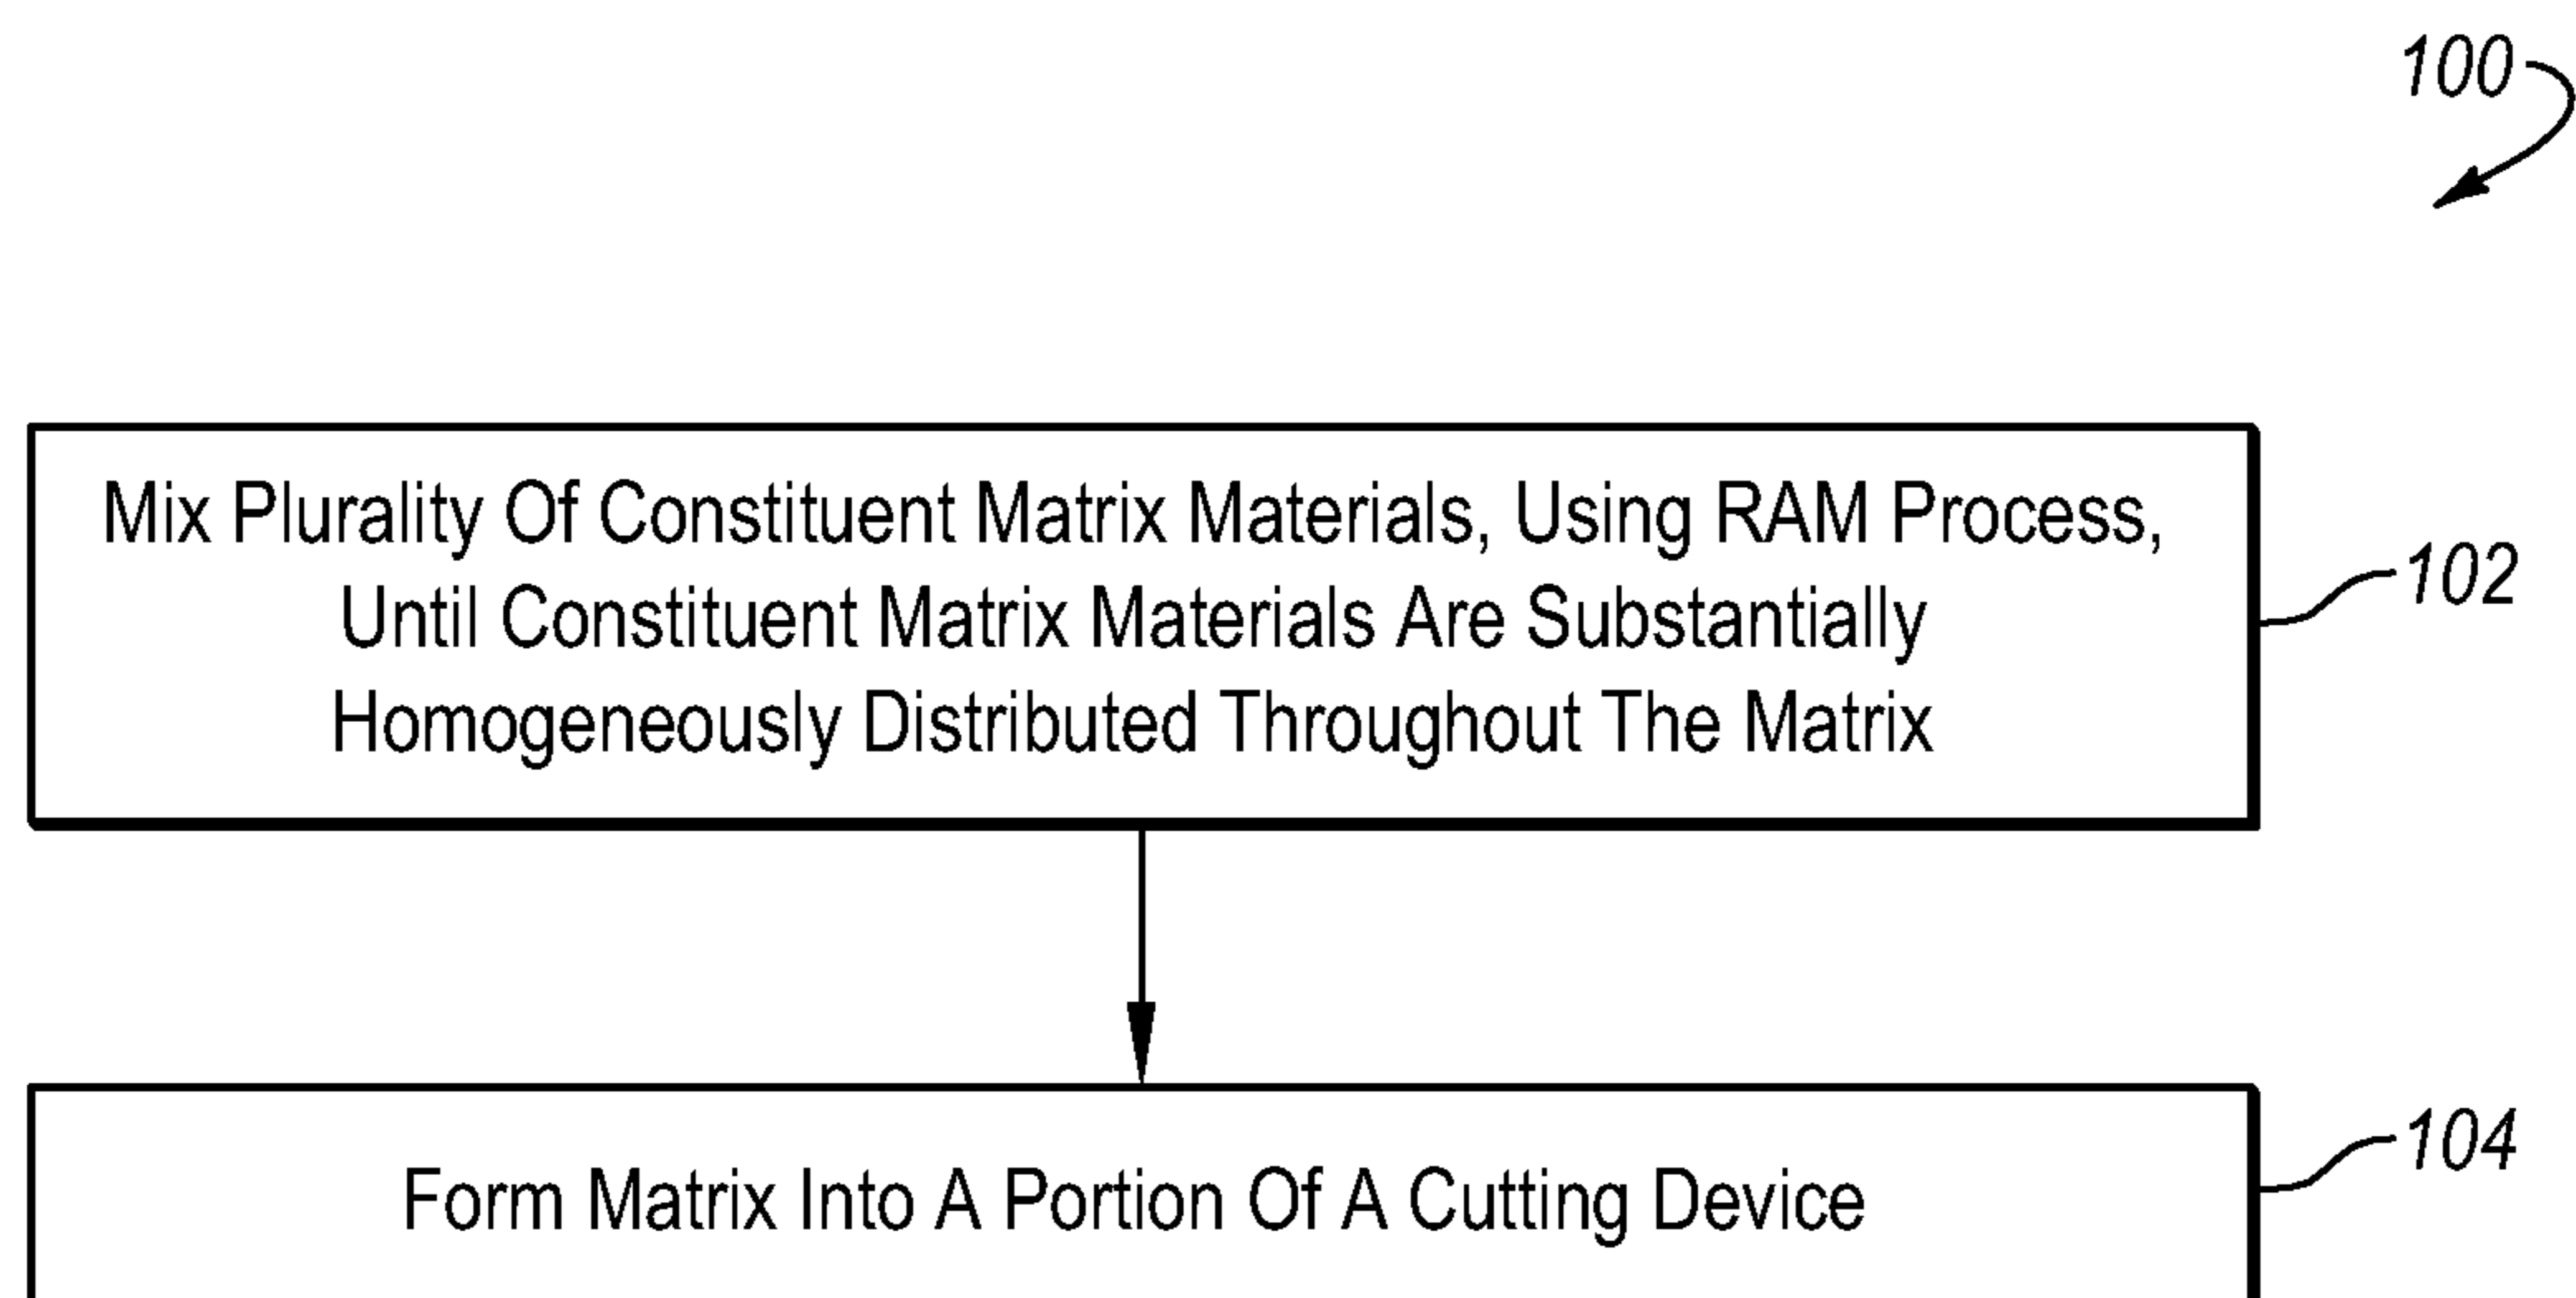 100
Mix Plurality Of Constituent Matrix Materials, Using RAM Process,
Until Constituent Matrix Materials Are Substantially
Homogeneously Distributed Throughout The Matrix
102
Form Matrix Into A Portion Of A Cutting Device
104